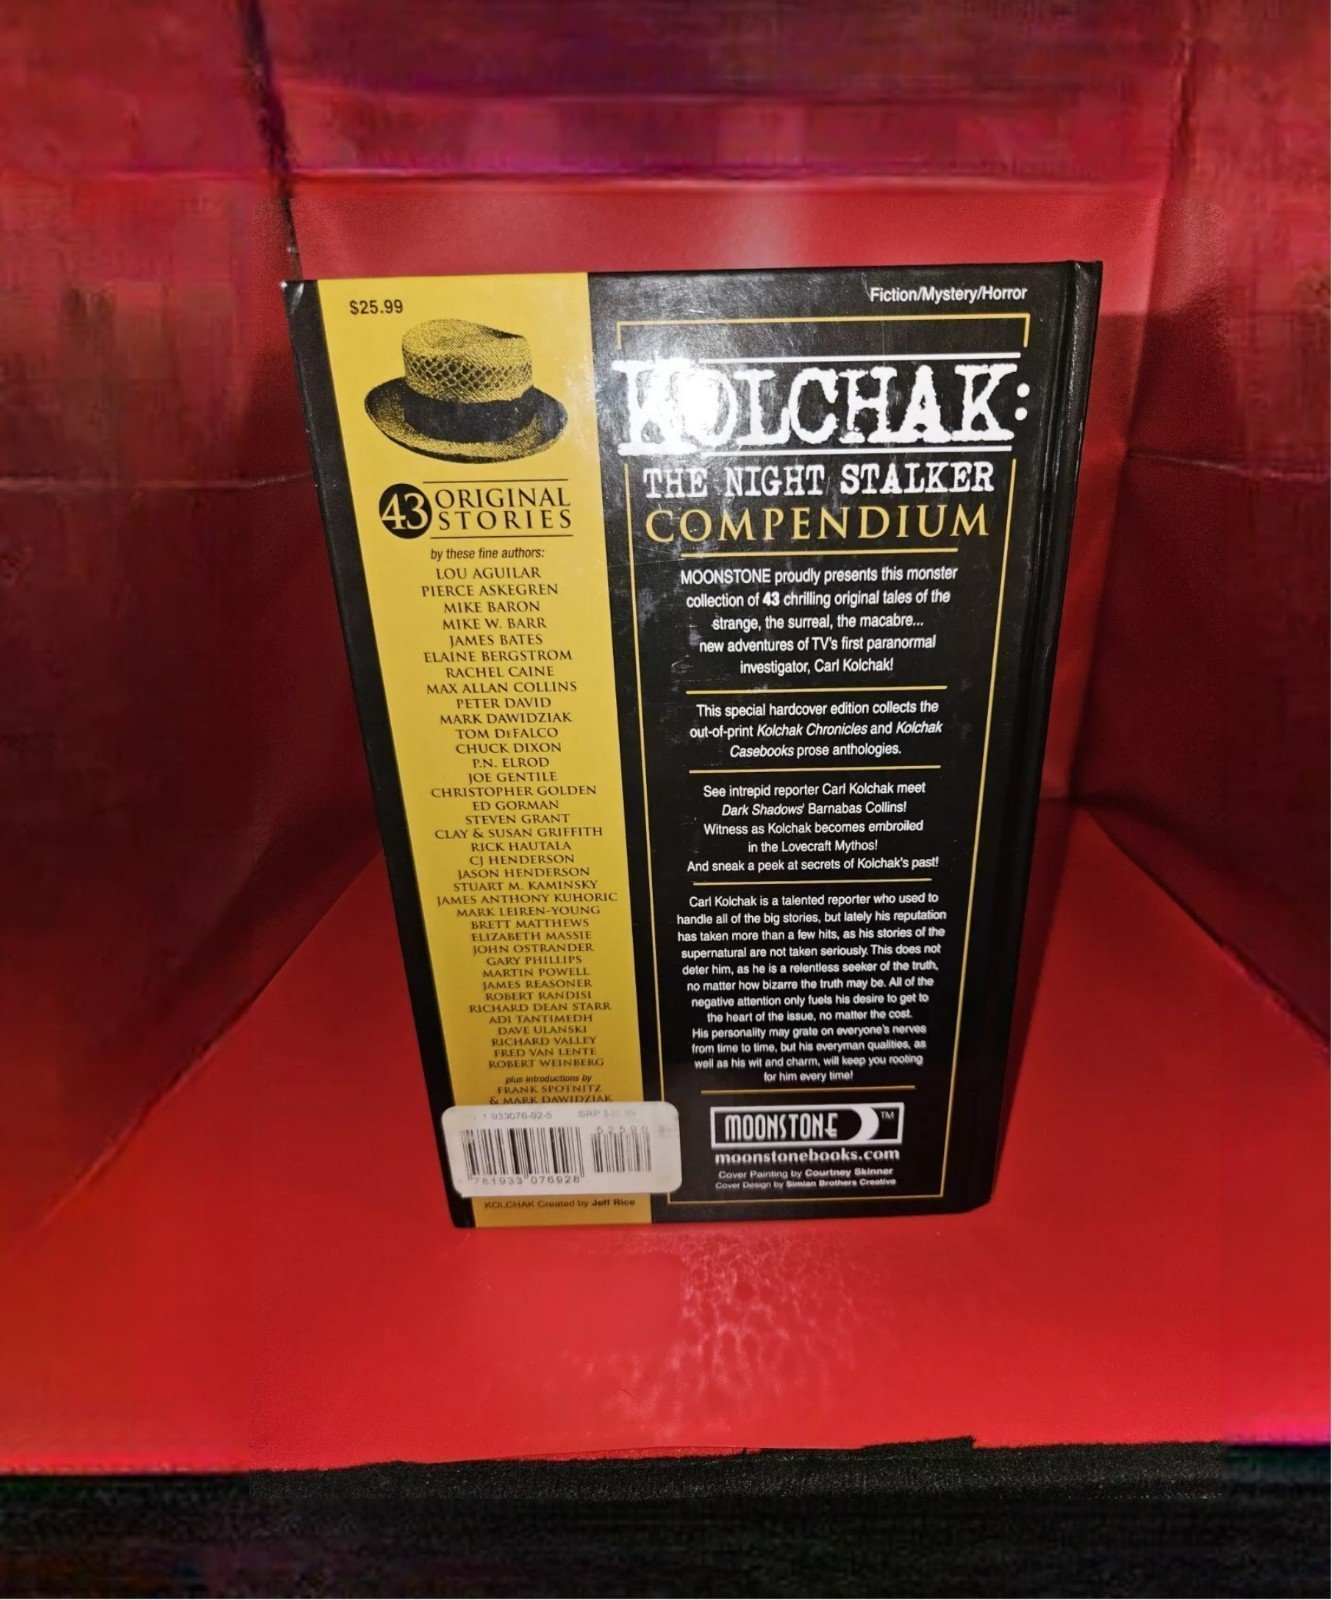 $25.99
43 ORIGINAL
STORIES
by these fine authors:
LOU AGUILAR
PIERCE ASKEGREN
MIKE BARON
MIKE W. BARR
JAMES BATES
ELAINE BERGSTROM
RACHEL CAINE
MAX ALLAN COLLINS
PETER DAVID
MARK DAWIDZIAK
TOM DEFALCO
CHUCK DIXON
P.N. ELROD
JOE GENTILE
CHRISTOPHER GOLDEN
ED GORMAN
STEVEN GRANT
CLAY & SUSAN GRIFFITH
RICK HAUTALA
CJ HENDERSON
JASON HENDERSON
STUART M. KAMINSKY
JAMES ANTHONY KUHORIC
MARK LEIREN-YOUNG
BRETT MATTHEWS
ELIZABETH MASSIE
JOHN OSTRANDER
GARY PHILLIPS
MARTIN POWELL
JAMES REASONER
ROBERT RANDISI
RICHARD DEAN STARR
ADI TANTIMEDH
DAVE ULANSKI
RICHARD VALLEY
FRED VAN LENTE
ROBERT WEINBERG
plus introductions by
FRANK SPOTNITZ
& MARK DAWIDZIAK
1-933076-92-5 SRP $25.99
52599
781933 076928
KOLCHAK Created by Jeff Rice
Fiction/Mystery/Horror
KOLCHAK:
THE NIGHT STALKER
COMPENDIUM
MOONSTONE proudly presents this monster
collection of 43 chrilling original tales of the
strange, the surreal, the macabre...
new adventures of TV's first paranormal
investigator, Carl Kolchak!
This special hardcover edition collects the
out-of-print Kolchak Chronicles and Kolchak
Casebooks prose anthologies.
See intrepid reporter Carl Kolchak meet
Dark Shadows' Barnabas Collins!
Witness as Kolchak becomes embroiled
in the Lovecraft Mythos!
And sneak a peek at secrets of Kolchak's past!
Carl Kolchak is a talented reporter who used to
handle all of the big stories, but lately his reputation
has taken more than a few hits, as his stories of the
supernatural are not taken seriously. This does not
deter him, as he is a relentless seeker of the truth,
no matter how bizarre the truth may be. All of the
negative attention only fuels his desire to get to
the heart of the issue, no matter the cost.
His personality may grate on everyone's nerves
from time to time, but his everyman qualities, as
well as his wit and charm, will keep you rooting
for him every time!
MOONSTONE TM
moonstonebooks.com
Cover Painting by Courtney Skinner
Cover Design by Simian Brothers Creative